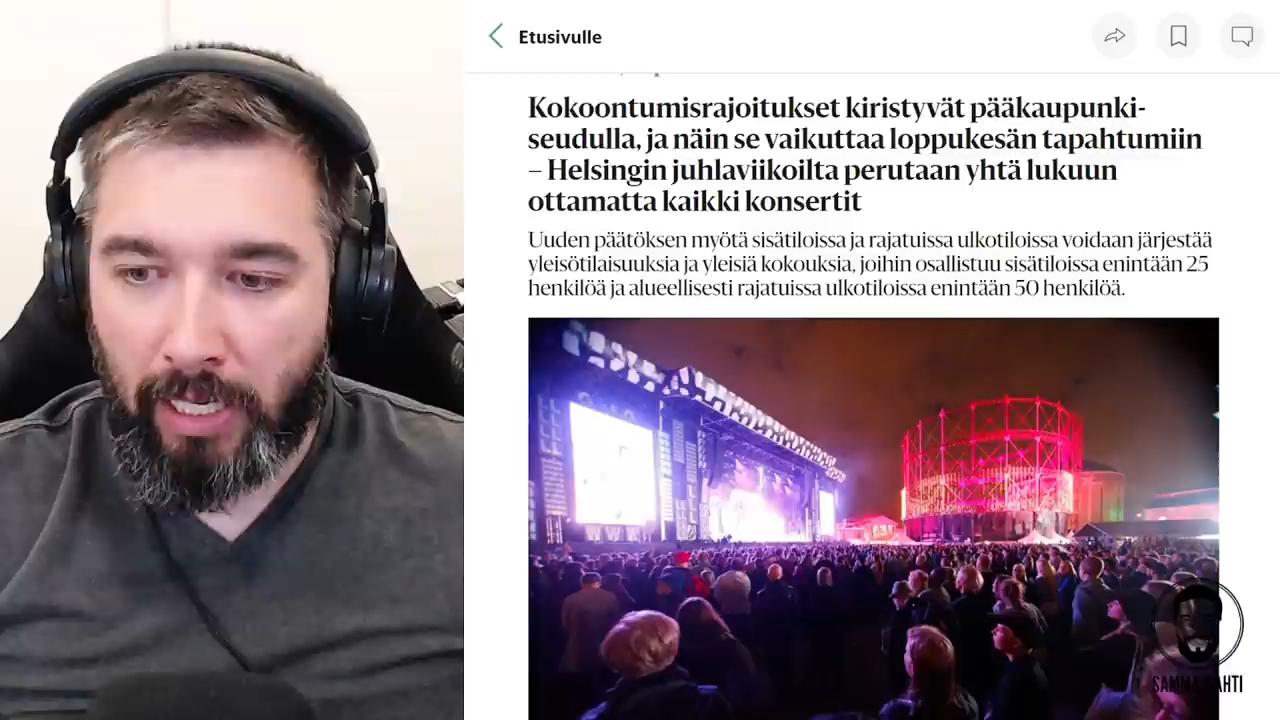 Etusivulle
Kokoontumisrajoitukset kiristyvät pääkaupunki-
seudulla, ja näin se vaikuttaa loppukesän tapahtumiin
– Helsingin juhlaviikoilta perutaan yhtä lukuun
ottamatta kaikki konsertit
Uuden päätöksen myötä sisätiloissa ja rajatuissa ulkotiloissa voidaan järjestää
yleisötilaisuuksia ja yleisiä kokouksia, joihin osallistuu sisätiloissa enintään 25
henkilöä ja alueellisesti rajatuissa ulkotiloissa enintään 50 henkilöä.